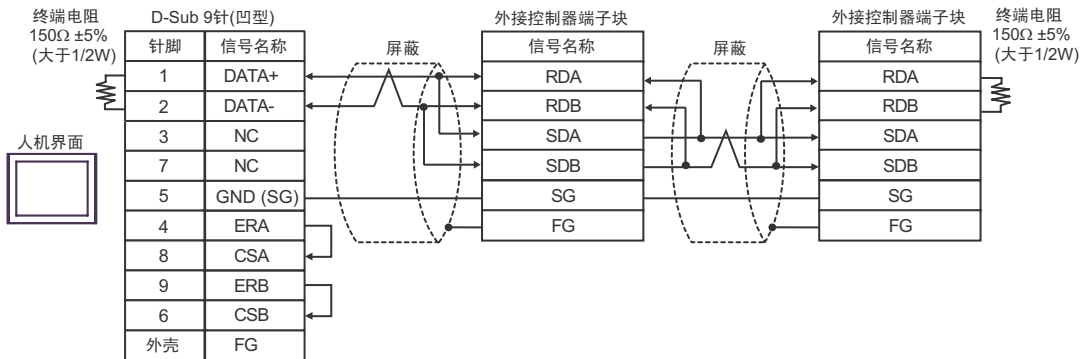 终端电阻
150Ω ±5%
(大于1/2W)
D-Sub 9针(凹型)
针脚 信号名称
1 DATA+
2 DATA-
3 NC
7 NC
5 GND (SG)
4 ERA
8 CSA
9 ERB
6 CSB
外壳 FG
人机界面
屏蔽
外接控制器端子块
信号名称
RDA
RDB
SDA
SDB
SG
FG
屏蔽
外接控制器端子块
信号名称
RDA
RDB
SDA
SDB
SG
FG
终端电阻
150Ω ±5%
(大于1/2W)